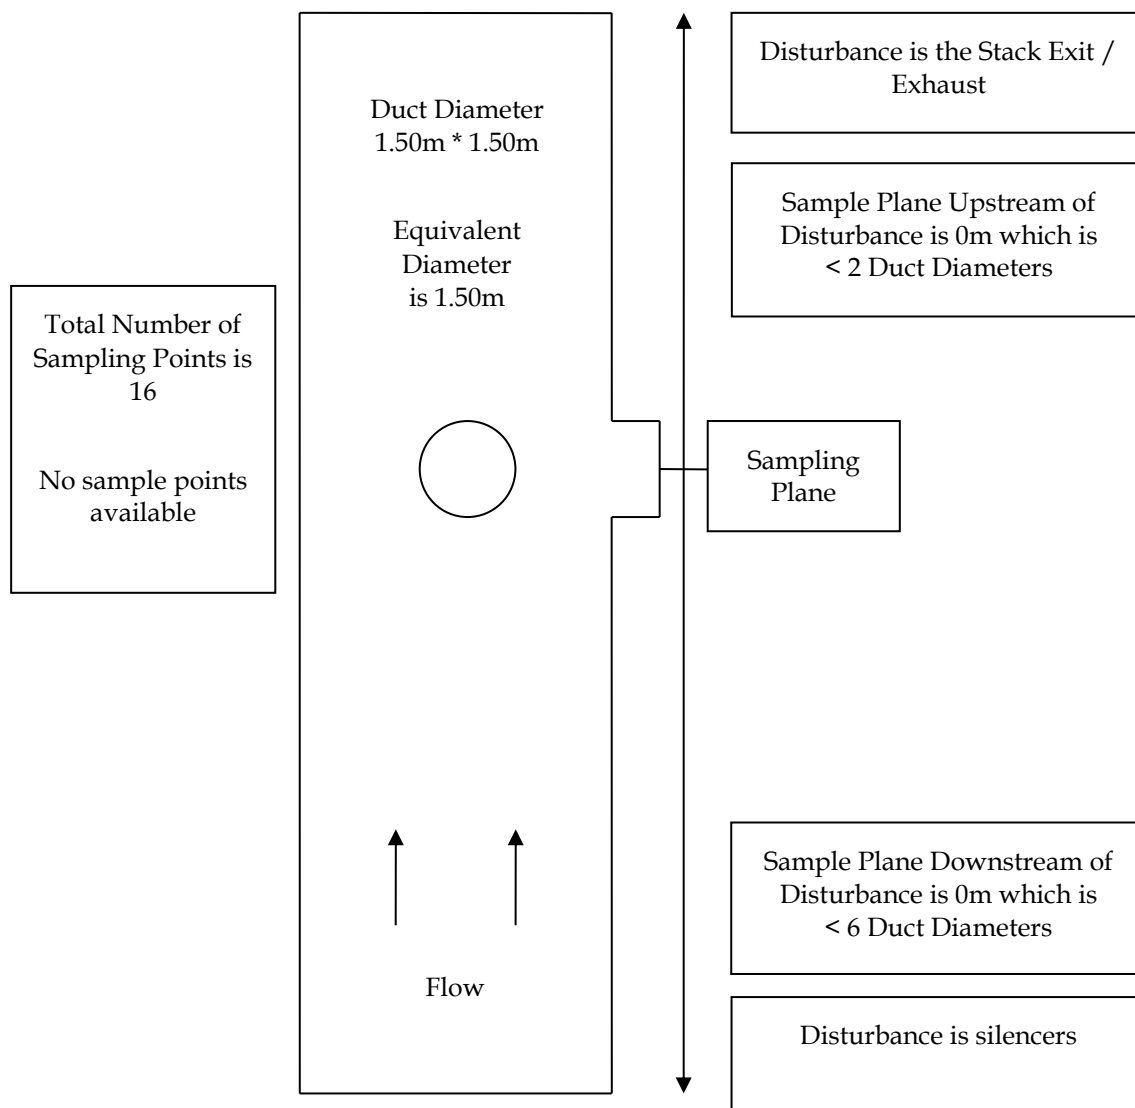 Disturbance is the Stack Exit /
Exhaust
Duct Diameter
1.50m * 1.50m
Sample Plane Upstream of
Disturbance is 0m which is
< 2 Duct Diameters
Equivalent
Diameter
is 1.50m
Total Number of
Sampling Points is
16
No sample points
available
Sampling
Plane
Sample Plane Downstream of
Disturbance is 0m which is
< 6 Duct Diameters
Flow
Disturbance is silencers